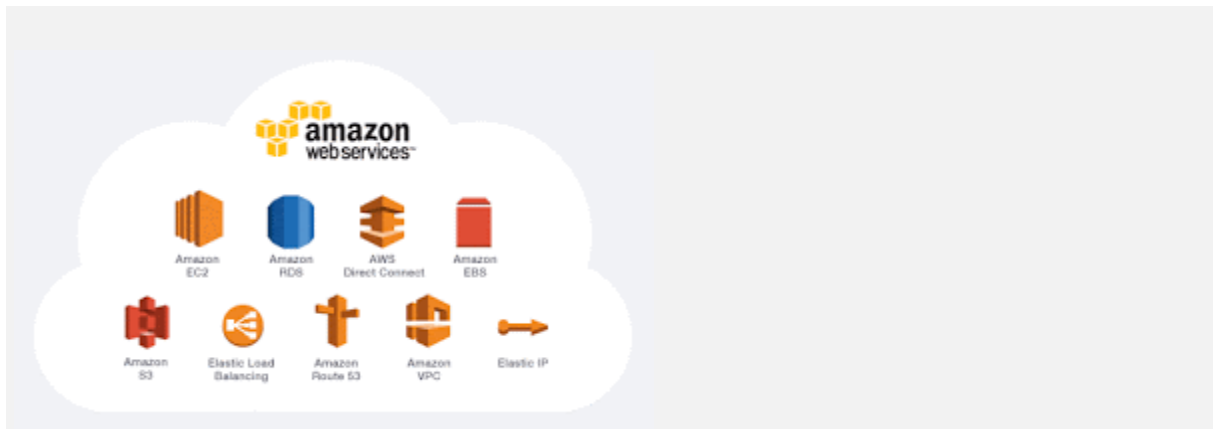 amazon
webservices™
Amazon
EC2
Amazon
RDS
AWS
Direct Connect
Amazon
EBS
Amazon
S3
Elastic Load
Balancing
Amazon
Route 53
Amazon
VPC
Elastic IP